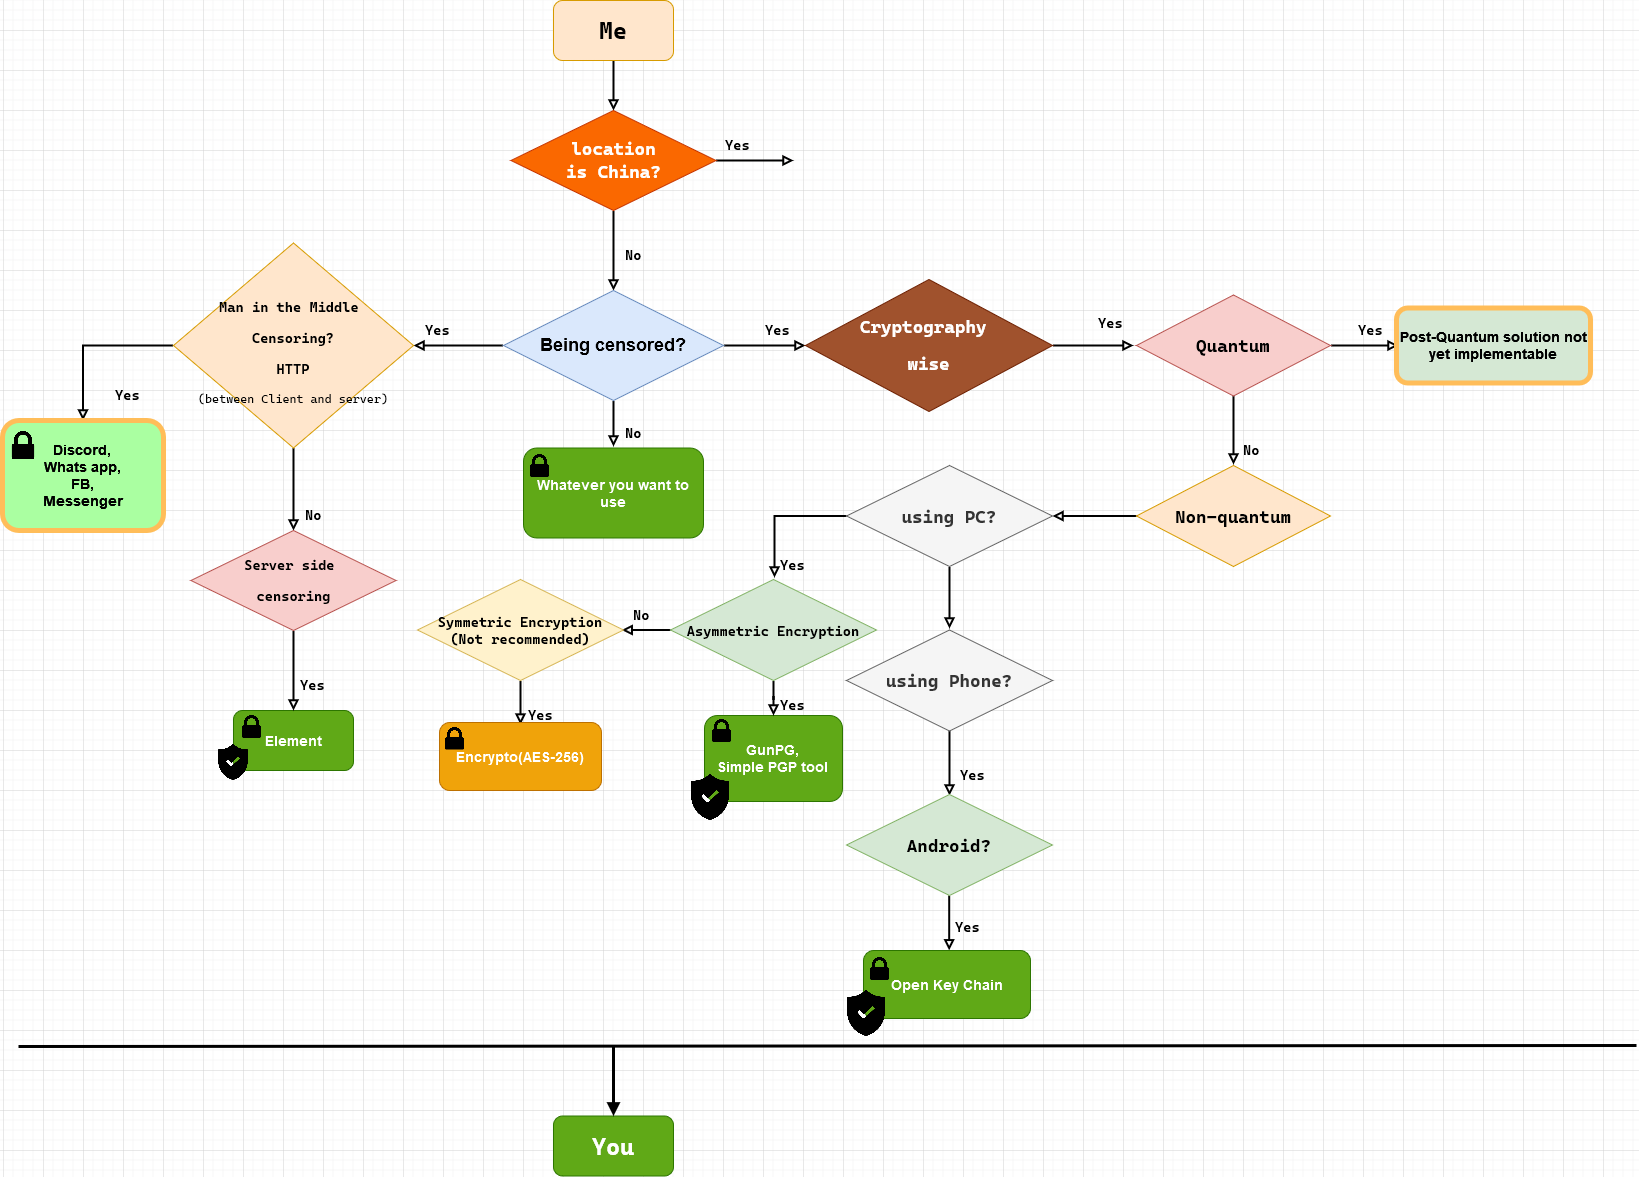 Me
location
is China?
Yes
No
Man in the Middle
Censoring?
HTTP
(between Client and server)
Yes
Being censored?
Yes
Cryptography
wise
Yes
Quantum
Yes
Post-Quantum solution not
yet implementable
Yes
Discord,
Whats app,
FB,
Messenger
No
Whatever you want to
use
No
Non-quantum
using PC?
Yes
No
Server side
censoring
Asymmetric Encryption
No
Symmetric Encryption
(Not recommended)
using Phone?
Yes
Element
Yes
Encrypto(AES-256)
Yes
GunPG,
Simple PGP tool
Yes
Android?
Yes
Open Key Chain
You